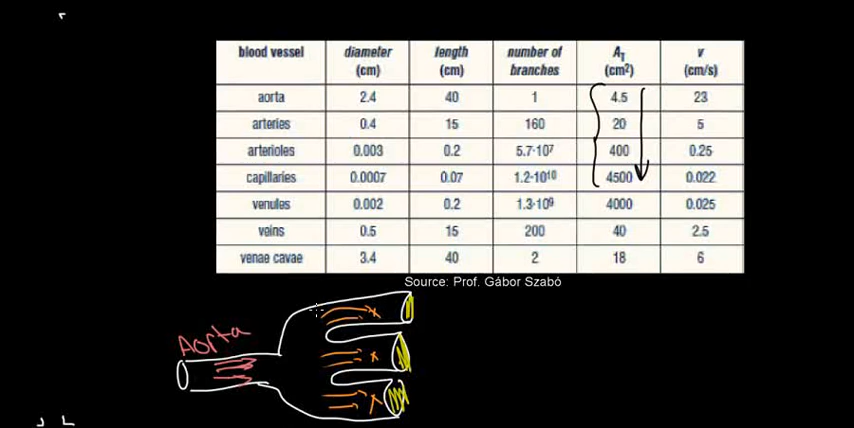 blood vessel diameter (cm) length (cm) number of branches A_T (cm²) v (cm/s)
aorta 2.4 40 1 4.5 23
arteries 0.4 15 160 20 5
arterioles 0.003 0.2 5.7·10⁷ 400 0.25
capillaries 0.0007 0.07 1.2·10¹⁰ 4500 0.022
venules 0.002 0.2 1.3·10⁹ 4000 0.025
veins 0.5 15 200 40 2.5
venae cavae 3.4 40 2 18 6
Source: Prof. Gábor Szabó
Aorta